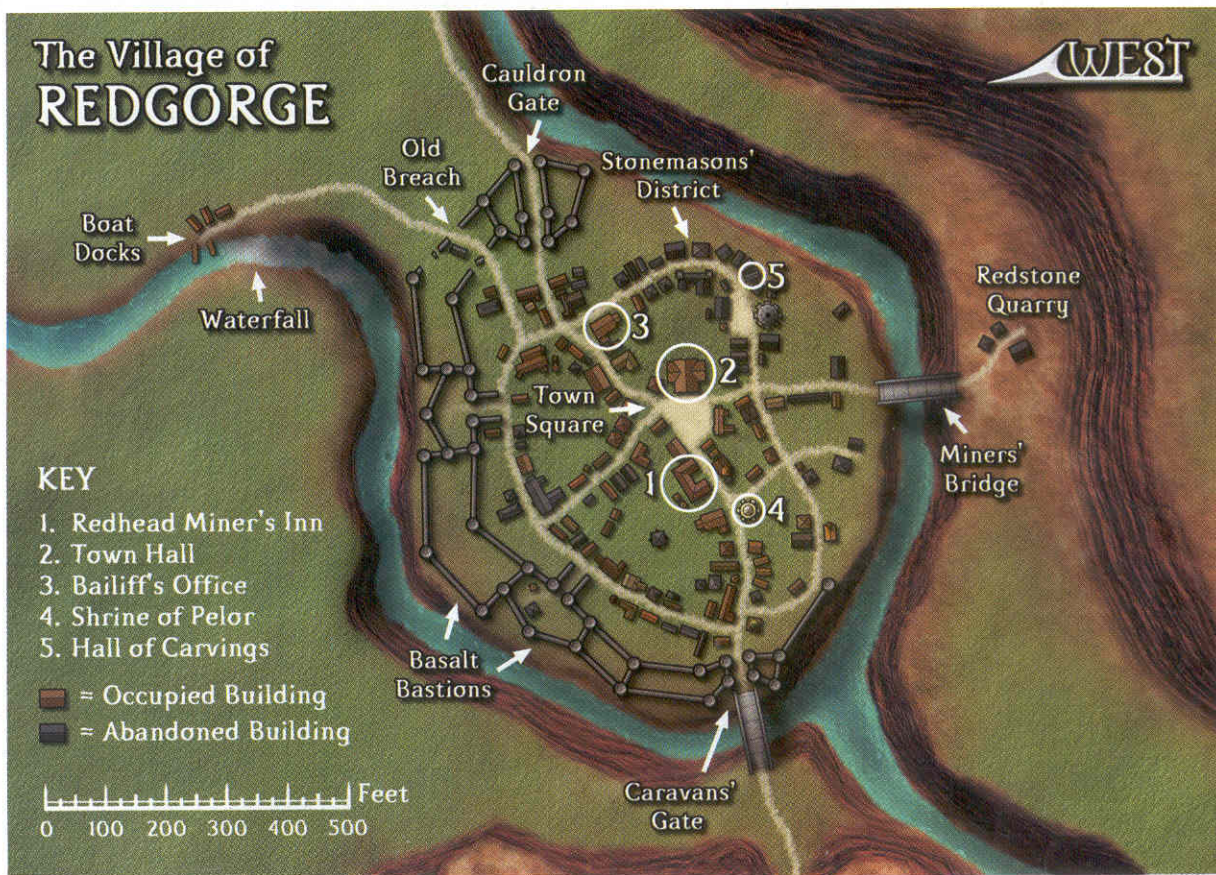 The Village of
REDGORGE
WEST
Cauldron
Gate
Old
Breach
Stonemasons'
District
Boat
Docks
Waterfall
5
Redstone
Quarry
3
2
Town
Square
Miners'
Bridge
1
4
KEY
1. Redhead Miner's Inn
2. Town Hall
3. Bailiff's Office
4. Shrine of Pelor
5. Hall of Carvings
= Occupied Building
= Abandoned Building
Basalt
Bastions
Caravans'
Gate
Feet
0 100 200 300 400 500